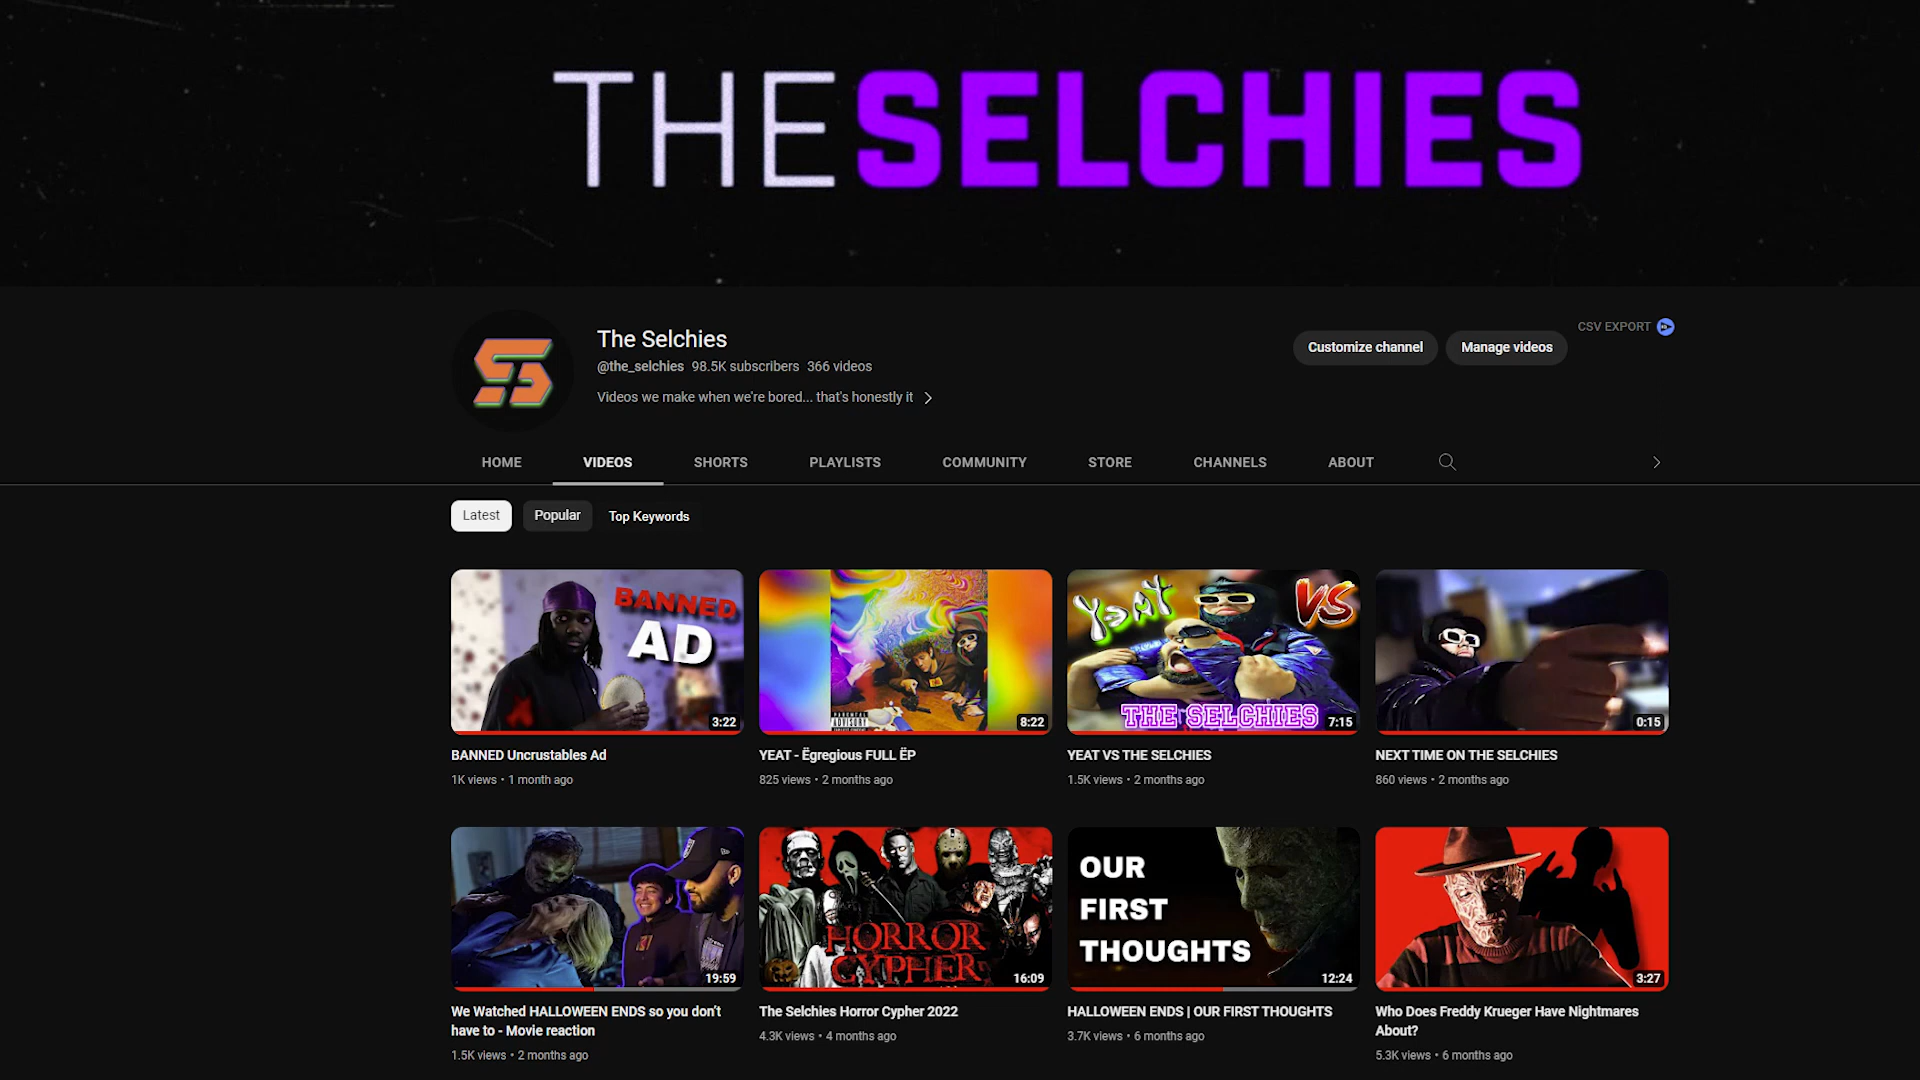 THESELCHIES
The Selchies
@the_selchies 98.5K subscribers 366 videos
Videos we make when we're bored... that's honestly it
Customize channel
Manage videos
CSV EXPORT
HOME VIDEOS SHORTS PLAYLISTS COMMUNITY STORE CHANNELS ABOUT
Latest Popular Top Keywords
BANNED
AD
3:22
BANNED Uncrustables Ad
1K views • 1 month ago
PARENTAL
ADVISORY
8:22
YEAT - Ëgregious FULL ËP
825 views • 2 months ago
YEAT
VS
THE SELCHIES
7:15
YEAT VS THE SELCHIES
1.5K views • 2 months ago
0:15
NEXT TIME ON THE SELCHIES
860 views • 2 months ago
19:59
We Watched HALLOWEEN ENDS so you don't
have to - Movie reaction
1.5K views • 2 months ago
HORROR
CYPHER
16:09
The Selchies Horror Cypher 2022
4.3K views • 4 months ago
OUR
FIRST
THOUGHTS
12:24
HALLOWEEN ENDS | OUR FIRST THOUGHTS
3.7K views • 6 months ago
3:27
Who Does Freddy Krueger Have Nightmares
About?
5.3K views • 6 months ago